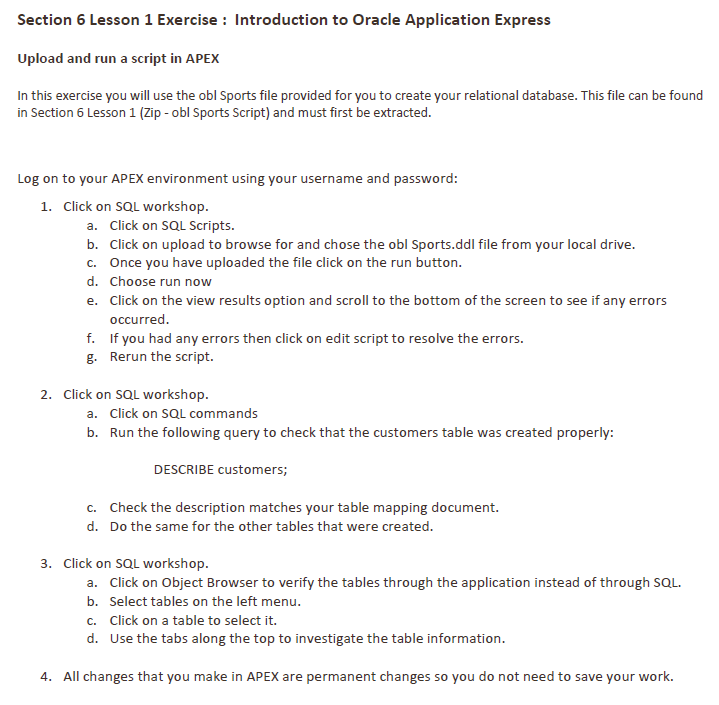 Section 6 Lesson 1 Exercise :  Introduction to Oracle Application Express
Upload and run a script in APEX
In this exercise you will use the obl Sports file provided for you to create your relational database. This file can be found
in Section 6 Lesson 1 (Zip - obl Sports Script) and must first be extracted.
Log on to your APEX environment using your username and password:
1. Click on SQL workshop.
a. Click on SQL Scripts.
b. Click on upload to browse for and chose the obl Sports.ddl file from your local drive.
c. Once you have uploaded the file click on the run button.
d. Choose run now
e. Click on the view results option and scroll to the bottom of the screen to see if any errors
occurred.
f. If you had any errors then click on edit script to resolve the errors.
g. Rerun the script.
2. Click on SQL workshop.
a. Click on SQL commands
b. Run the following query to check that the customers table was created properly:
DESCRIBE customers;
c. Check the description matches your table mapping document.
d. Do the same for the other tables that were created.
3. Click on SQL workshop.
a. Click on Object Browser to verify the tables through the application instead of through SQL.
b. Select tables on the left menu.
c. Click on a table to select it.
d. Use the tabs along the top to investigate the table information.
4. All changes that you make in APEX are permanent changes so you do not need to save your work.